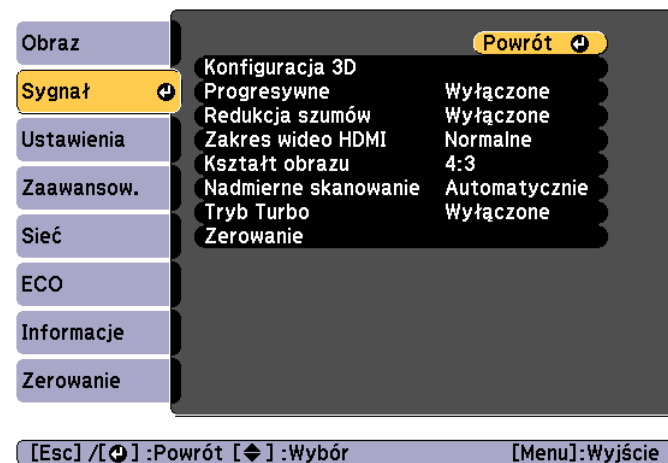 Obraz
Sygnał
Ustawienia
Zaawansow.
Sieć
ECO
Informacje
Zerowanie
Powrót
Konfiguracja 3D
Progresywne Wyłączone
Redukcja szumów Wyłączone
Zakres wideo HDMI Normalne
Kształt obrazu 4:3
Nadmierne skanowanie Automatycznie
Tryb Turbo Wyłączone
Zerowanie
[Esc] /[⏎] :Powrót [◆] :Wybór [Menu]:Wyjście